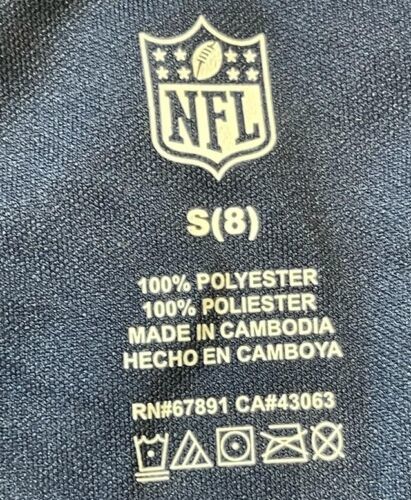 NFL
S(8)
100% POLYESTER
100% POLIESTER
MADE IN CAMBODIA
HECHO EN CAMBOYA
RN#67891 CA#43063